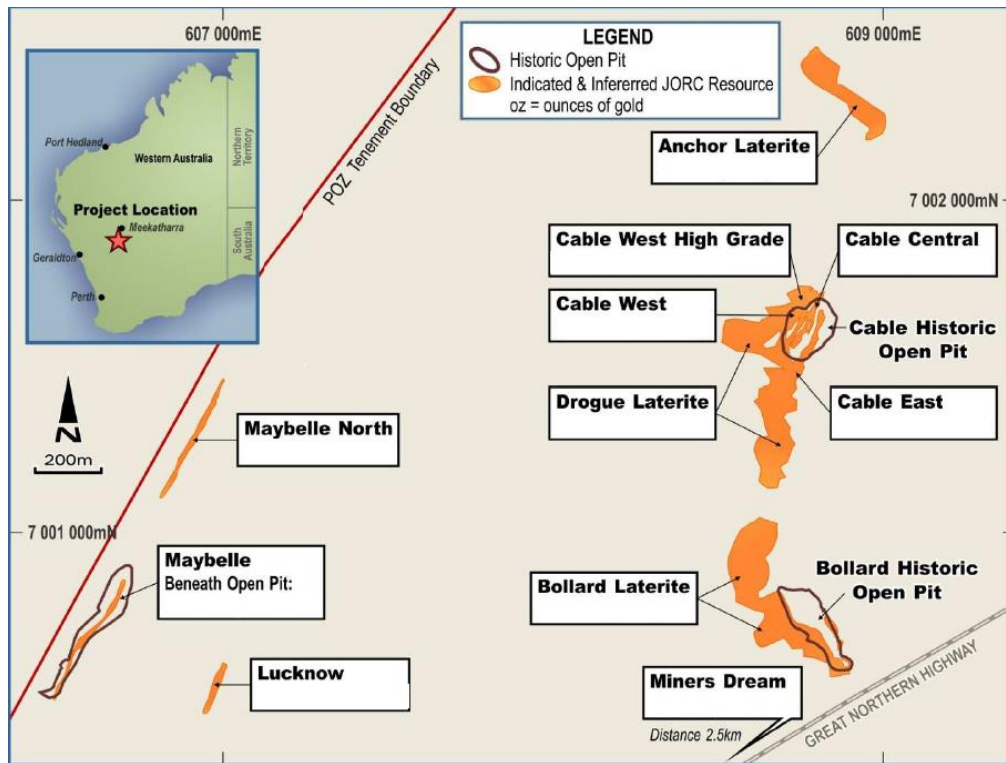 607 000mE
609 000mE
LEGEND
Historic Open Pit
Indicated & Infererred JORC Resource
oz = ounces of gold
POZ Tenement Boundary
Port Hedland
Western Australia
Northern
Territory
Project Location
Meekatharra
South
Australia
Geraldton
Perth
Anchor Laterite
7 002 000mN
Cable West High Grade
Cable Central
Cable West
Cable Historic
Open Pit
Drogue Laterite
Cable East
N
200m
Maybelle North
7 001 000mN
Maybelle
Beneath Open Pit:
Bollard Historic
Open Pit
Bollard Laterite
Lucknow
Miners Dream
Distance 2.5km
GREAT NORTHERN HIGHWAY